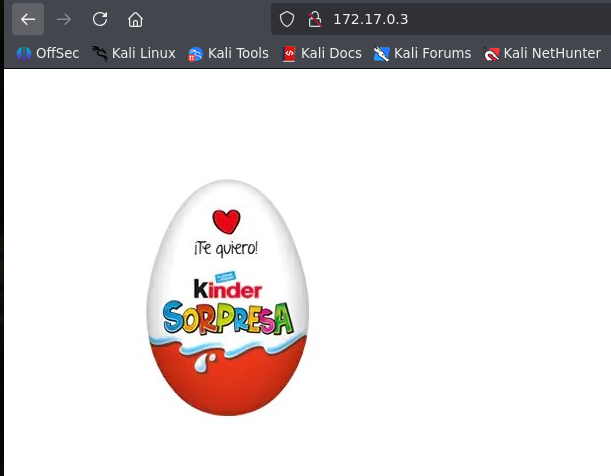 172.17.0.3
OffSec Kali Linux Kali Tools Kali Docs Kali Forums Kali NetHunter
¡Te quiero!
kinder
SORPRESA